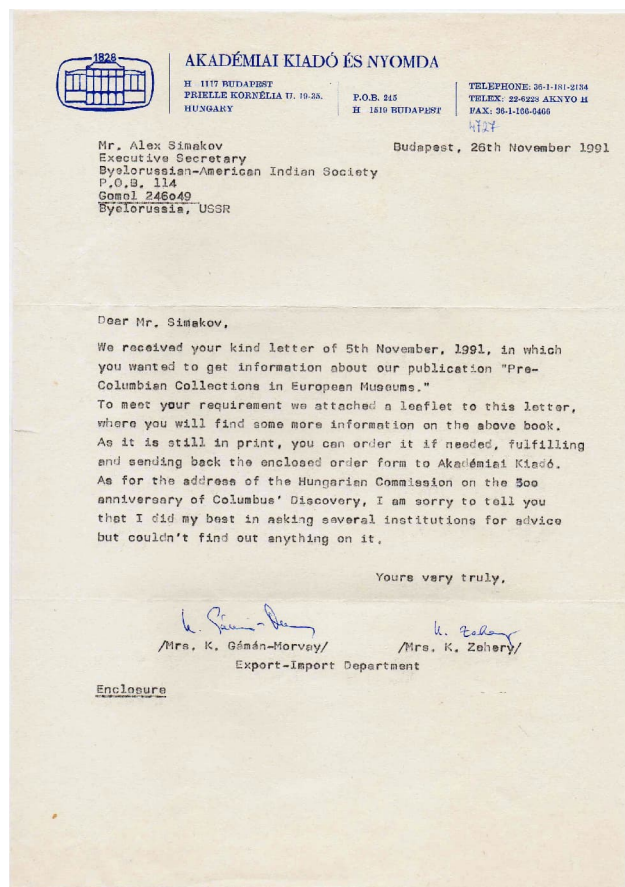 1828
AKADÉMIAI KIADÓ ÉS NYOMDA
H 1117 BUDAPEST
PRIELLE KORNÉLIA U. 19-35.
HUNGARY
P.O.B. 245
H 1519 BUDAPEST
TELEPHONE: 36-1-181-2134
TELEX: 22-6228 AKNYO H
FAX: 36-1-166-6466
4727
Mr. Alex Simakov
Executive Secretary
Byelorussian-American Indian Society
P.O.B. 114
Gomel 246o49
Byelorussia, USSR
Budapest, 26th November 1991
Dear Mr. Simakov,
We received your kind letter of 5th November, 1991, in which
you wanted to get information about our publication "Pre-
Columbian Collections in European Museums."
To meet your requirement we attached a leaflet to this letter,
where you will find some more information on the above book.
As it is still in print, you can order it if needed, fulfilling
and sending back the enclosed order form to Akadémiai Kiadó.
As for the address of the Hungarian Commission on the 5oo
anniversary of Columbus' Discovery, I am sorry to tell you
that I did my best in asking several institutions for advice
but couldn't find out anything on it.
Yours very truly,
/Mrs. K. Gémán-Morvay/
/Mrs. K. Zehery/
Export-Import Department
Enclosure